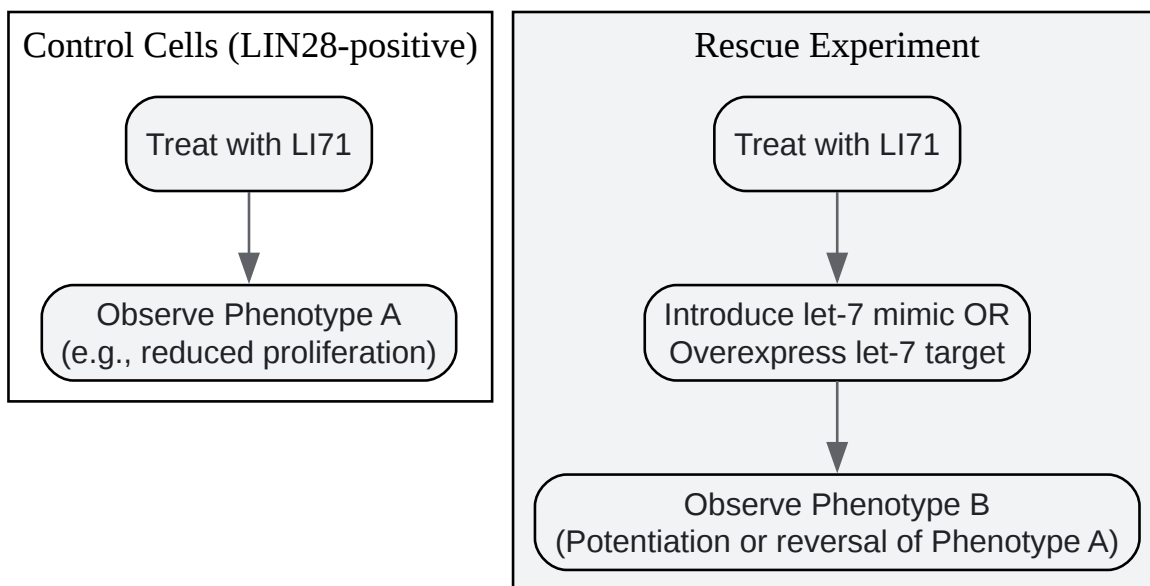 Control Cells (LIN28-positive)
Treat with LI71
Observe Phenotype A
(e.g., reduced proliferation)
Rescue Experiment
Treat with LI71
Introduce let-7 mimic OR
Overexpress let-7 target
Observe Phenotype B
(Potentiation or reversal of Phenotype A)